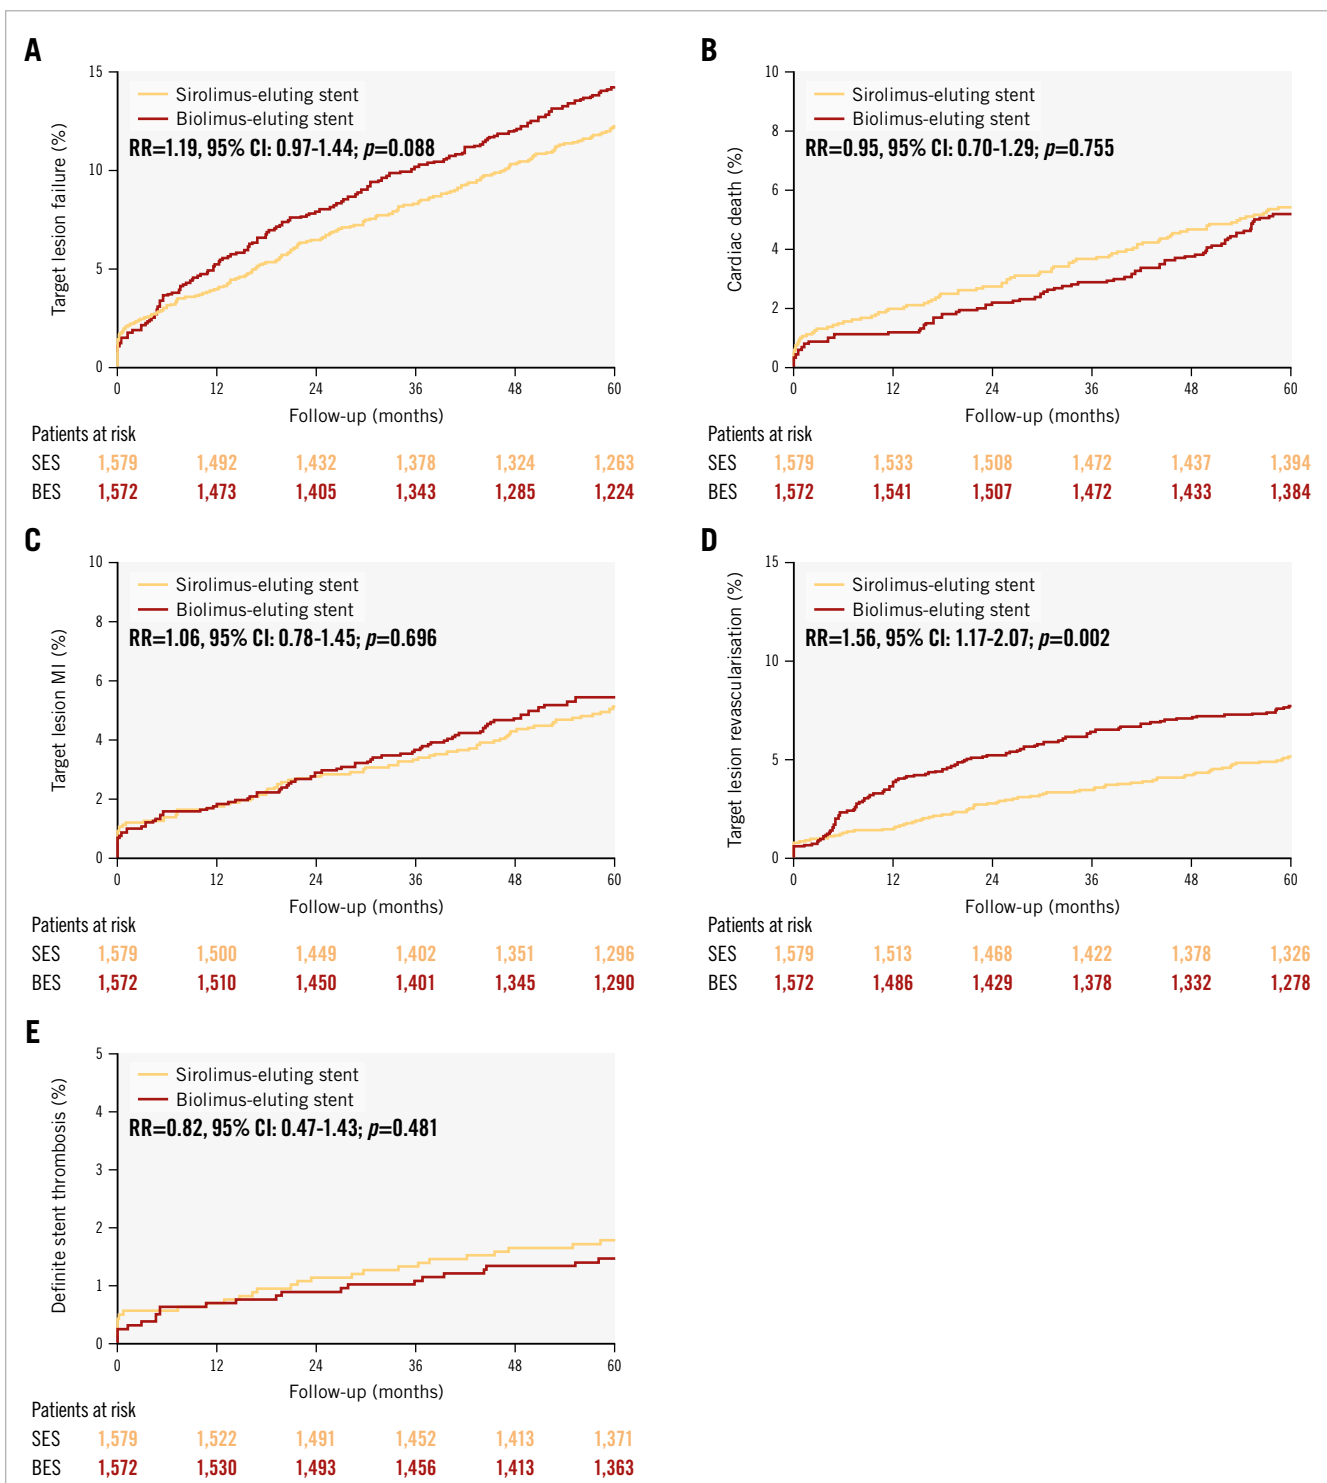 A
15
10
5
0
Target lesion failure (%)
Sirolimus-eluting stent
Biolimus-eluting stent
RR=1.19, 95% CI: 0.97-1.44; p=0.088
0 12 24 36 48 60
Follow-up (months)
Patients at risk
SES 1,579 1,492 1,432 1,378 1,324 1,263
BES 1,572 1,473 1,405 1,343 1,285 1,224
B
10
8
6
4
2
0
Cardiac death (%)
Sirolimus-eluting stent
Biolimus-eluting stent
RR=0.95, 95% CI: 0.70-1.29; p=0.755
0 12 24 36 48 60
Follow-up (months)
Patients at risk
SES 1,579 1,533 1,508 1,472 1,437 1,394
BES 1,572 1,541 1,507 1,472 1,433 1,384
C
10
8
6
4
2
0
Target lesion MI (%)
Sirolimus-eluting stent
Biolimus-eluting stent
RR=1.06, 95% CI: 0.78-1.45; p=0.696
0 12 24 36 48 60
Follow-up (months)
Patients at risk
SES 1,579 1,500 1,449 1,402 1,351 1,296
BES 1,572 1,510 1,450 1,401 1,345 1,290
D
15
10
5
0
Target lesion revascularisation (%)
Sirolimus-eluting stent
Biolimus-eluting stent
RR=1.56, 95% CI: 1.17-2.07; p=0.002
0 12 24 36 48 60
Follow-up (months)
Patients at risk
SES 1,579 1,513 1,468 1,422 1,378 1,326
BES 1,572 1,486 1,429 1,378 1,332 1,278
E
5
4
3
2
1
0
Definite stent thrombosis (%)
Sirolimus-eluting stent
Biolimus-eluting stent
RR=0.82, 95% CI: 0.47-1.43; p=0.481
0 12 24 36 48 60
Follow-up (months)
Patients at risk
SES 1,579 1,522 1,491 1,452 1,413 1,371
BES 1,572 1,530 1,493 1,456 1,413 1,363